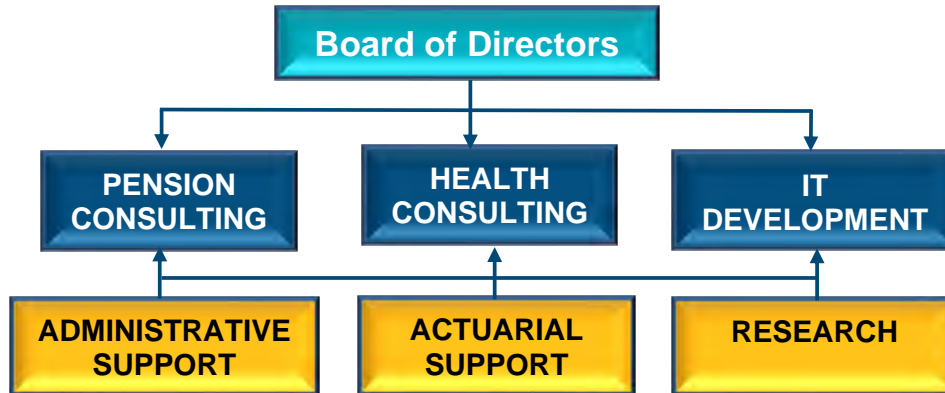 Board of Directors
PENSION
CONSULTING
HEALTH
CONSULTING
IT
DEVELOPMENT
ADMINISTRATIVE
SUPPORT
ACTUARIAL
SUPPORT
RESEARCH